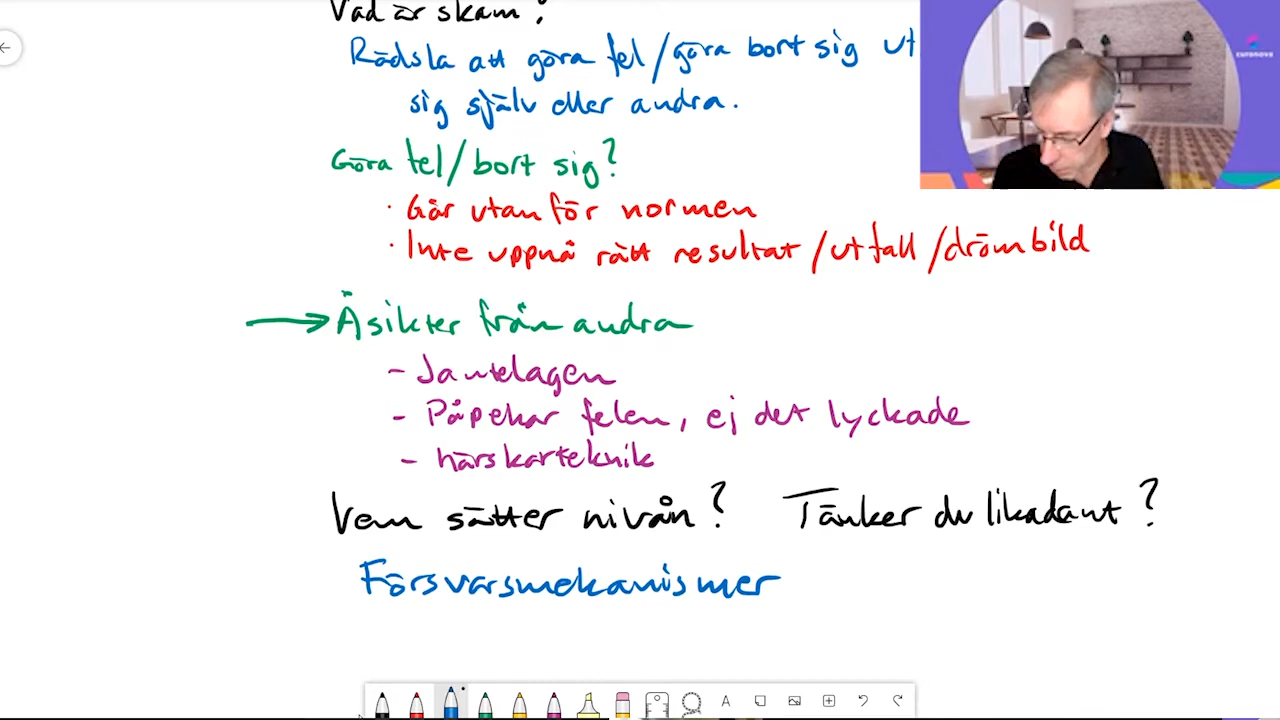 Vad är skam?
Rädsla att göra fel/göra bort sig ut
sig själv eller andra.
Göra fel/bort sig?
· Går utanför normen
· Inte uppnå rätt resultat/utfall/drömbild
→ Åsikter från andra
- Jantelagen
- Påpekar felen, ej det lyckade
- härskarteknik
Vem sätter nivån? Tänker du likadant?
Försvarsmekanismer
curonova
A